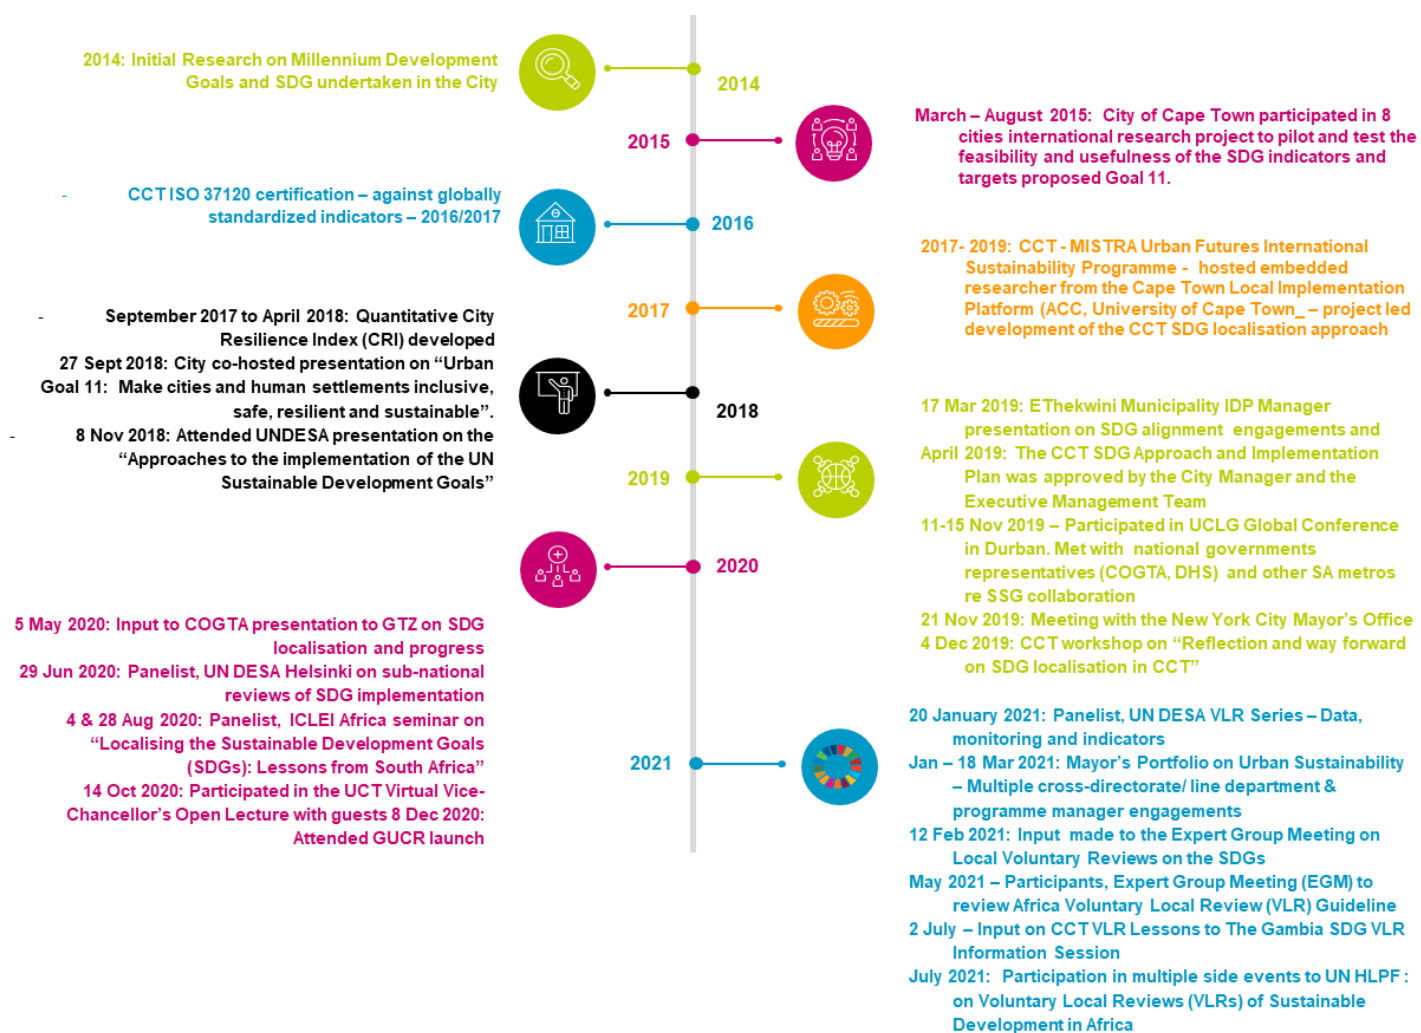 2014: Initial Research on Millennium Development
Goals and SDG undertaken in the City
2014
2015
March – August 2015: City of Cape Town participated in 8
cities international research project to pilot and test the
feasibility and usefulness of the SDG indicators and
targets proposed Goal 11.
- CCT ISO 37120 certification – against globally
standardized indicators – 2016/2017
2016
2017
2017- 2019: CCT - MISTRA Urban Futures International
Sustainability Programme - hosted embedded
researcher from the Cape Town Local Implementation
Platform (ACC, University of Cape Town_ – project led
development of the CCT SDG localisation approach
- September 2017 to April 2018: Quantitative City
Resilience Index (CRI) developed
27 Sept 2018: City co-hosted presentation on “Urban
Goal 11: Make cities and human settlements inclusive,
safe, resilient and sustainable”.
- 8 Nov 2018: Attended UNDESA presentation on the
“Approaches to the implementation of the UN
Sustainable Development Goals”
2018
2019
17 Mar 2019: EThekwini Municipality IDP Manager
presentation on SDG alignment engagements and
April 2019: The CCT SDG Approach and Implementation
Plan was approved by the City Manager and the
Executive Management Team
11-15 Nov 2019 – Participated in UCLG Global Conference
in Durban. Met with national governments
representatives (COGTA, DHS) and other SA metros
re SSG collaboration
21 Nov 2019: Meeting with the New York City Mayor’s Office
4 Dec 2019: CCT workshop on “Reflection and way forward
on SDG localisation in CCT”
2020
5 May 2020: Input to COGTA presentation to GTZ on SDG
localisation and progress
29 Jun 2020: Panelist, UN DESA Helsinki on sub-national
reviews of SDG implementation
4 & 28 Aug 2020: Panelist, ICLEI Africa seminar on
“Localising the Sustainable Development Goals
(SDGs): Lessons from South Africa”
14 Oct 2020: Participated in the UCT Virtual Vice-
Chancellor’s Open Lecture with guests 8 Dec 2020:
Attended GUCR launch
2021
20 January 2021: Panelist, UN DESA VLR Series – Data,
monitoring and indicators
Jan – 18 Mar 2021: Mayor’s Portfolio on Urban Sustainability
– Multiple cross-directorate/ line department &
programme manager engagements
12 Feb 2021: Input made to the Expert Group Meeting on
Local Voluntary Reviews on the SDGs
May 2021 – Participants, Expert Group Meeting (EGM) to
review Africa Voluntary Local Review (VLR) Guideline
2 July – Input on CCT VLR Lessons to The Gambia SDG VLR
Information Session
July 2021: Participation in multiple side events to UN HLPF :
on Voluntary Local Reviews (VLRs) of Sustainable
Development in Africa